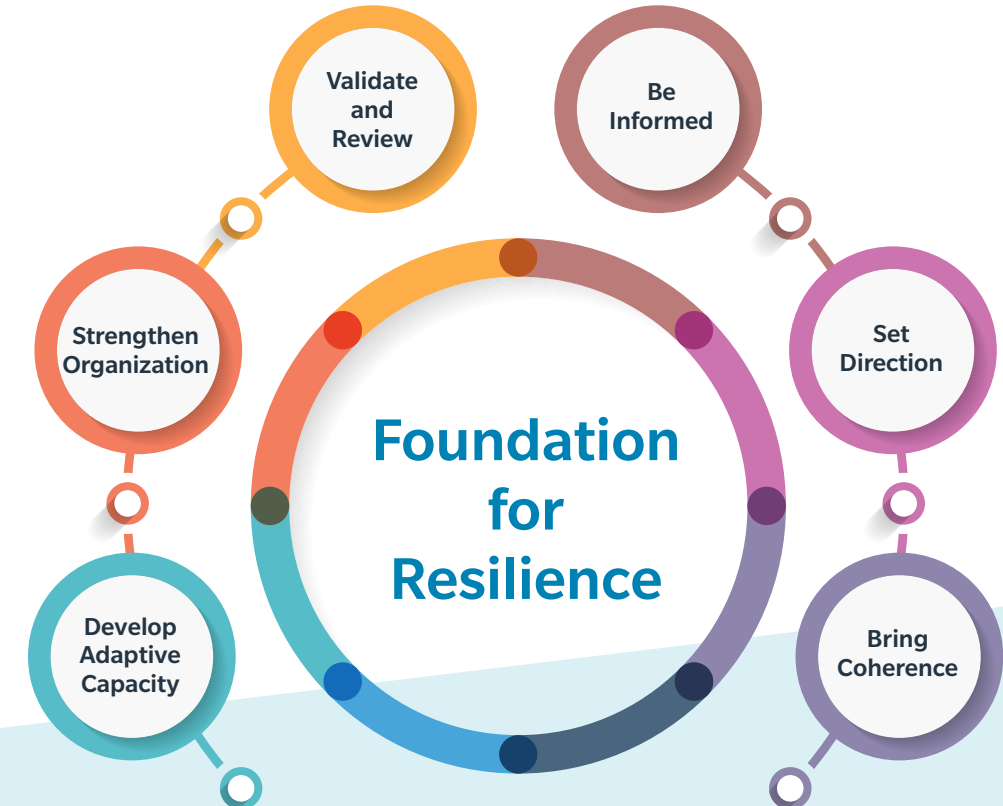 Validate
and
Review
Be
Informed
Strengthen
Organization
Set
Direction
Foundation
for
Resilience
Develop
Adaptive
Capacity
Bring
Coherence